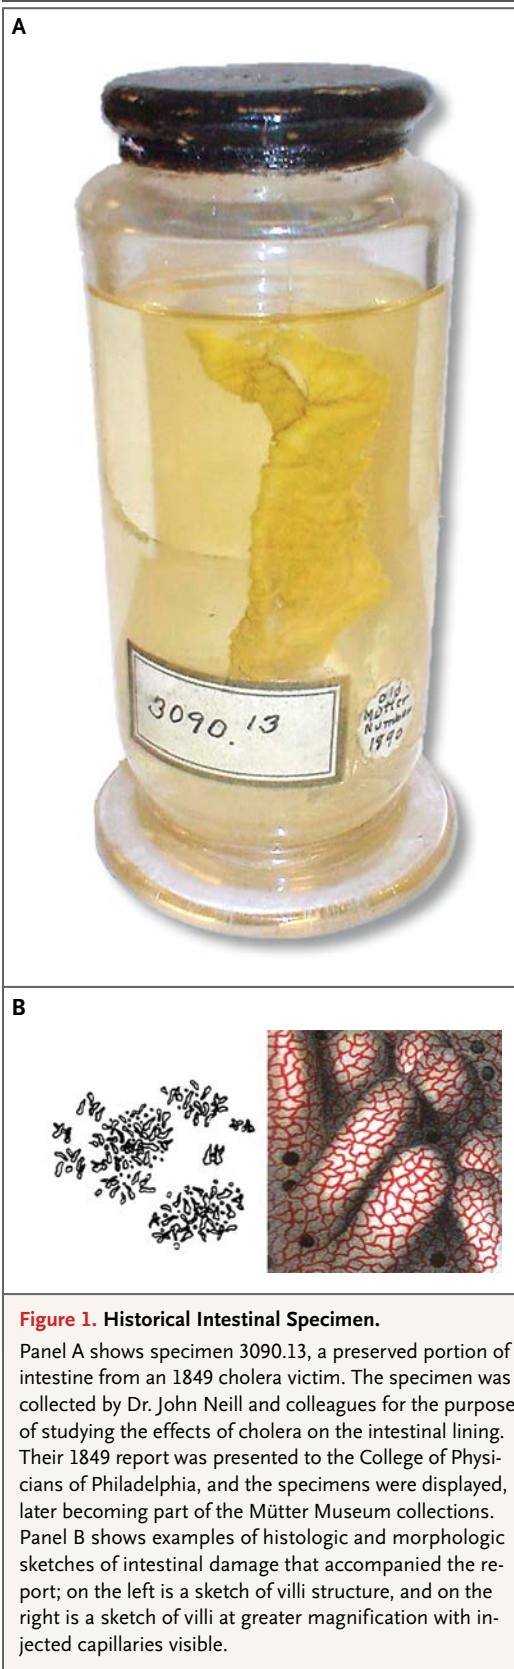 A
3090.13
old
Mütter
Number
1890
B
Figure 1. Historical Intestinal Specimen.
Panel A shows specimen 3090.13, a preserved portion of
intestine from an 1849 cholera victim. The specimen was
collected by Dr. John Neill and colleagues for the purpose
of studying the effects of cholera on the intestinal lining.
Their 1849 report was presented to the College of Physi-
cians of Philadelphia, and the specimens were displayed,
later becoming part of the Mütter Museum collections.
Panel B shows examples of histologic and morphologic
sketches of intestinal damage that accompanied the re-
port; on the left is a sketch of villi structure, and on the
right is a sketch of villi at greater magnification with in-
jected capillaries visible.